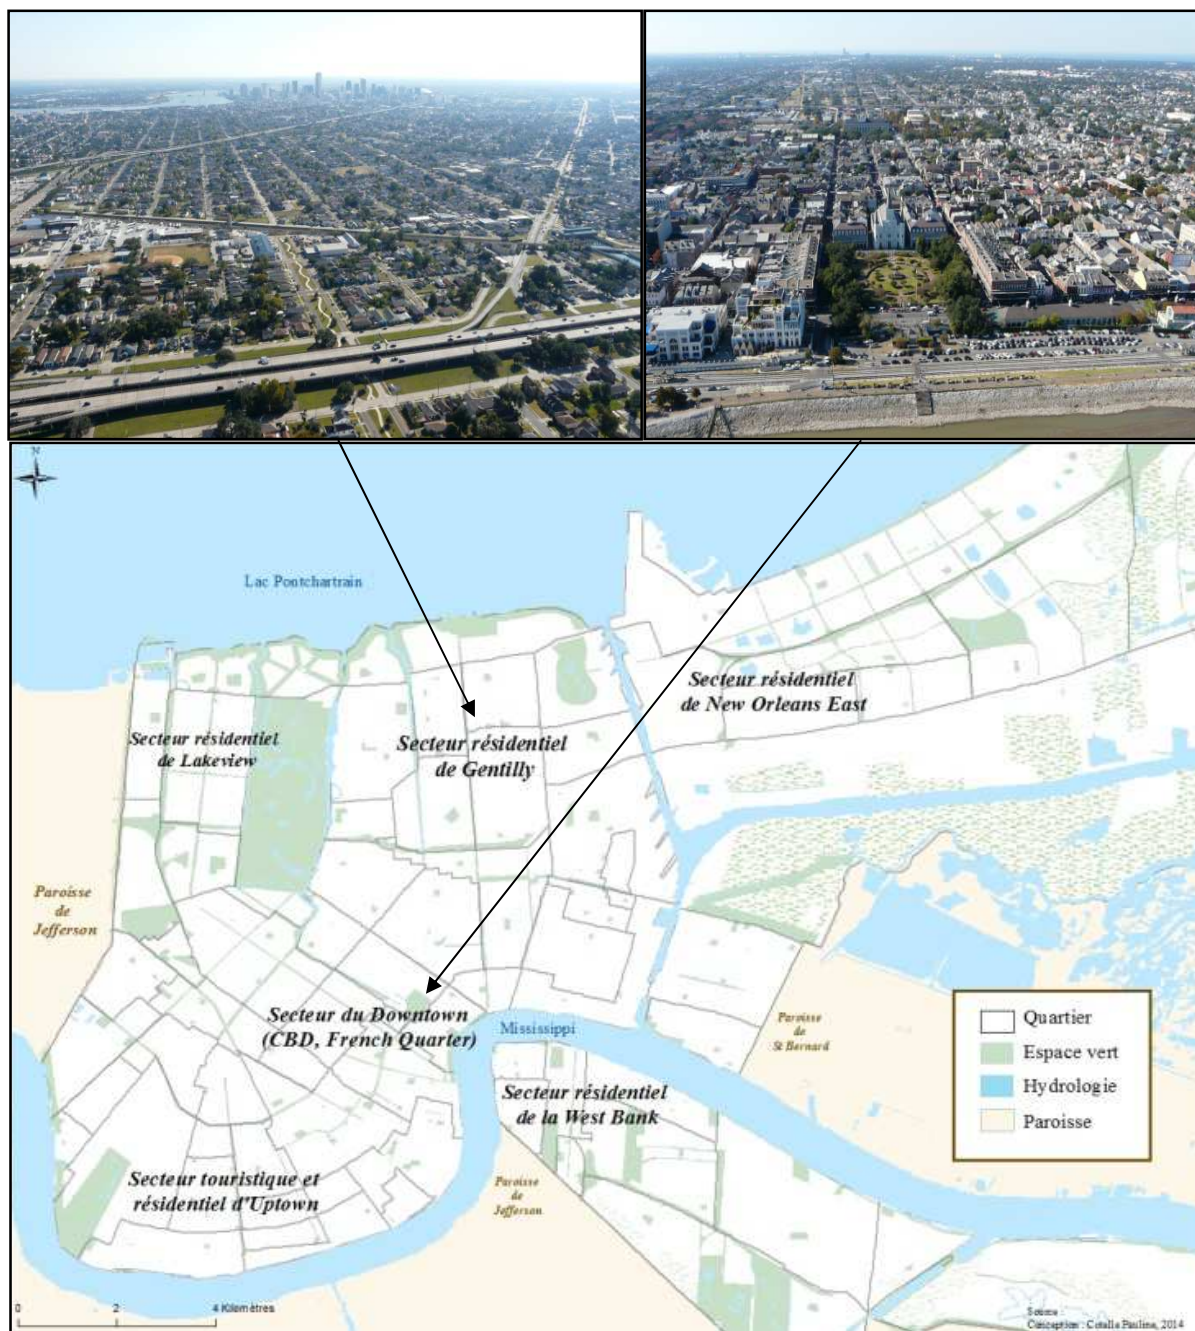 N
Lac Pontchartrain
Secteur résidentiel
de New Orleans East
Secteur résidentiel
de Lakeview
Secteur résidentiel
de Gentilly
Paroisse
de
Jefferson
Secteur du Downtown
(CBD, French Quarter)
Mississippi
Paroisse
de
St Bernard
Quartier
Espace vert
Hydrologie
Paroisse
Secteur résidentiel
de la West Bank
Secteur touristique et
résidentiel d'Uptown
Paroisse
de
Jefferson
0 2 4 Kilomètres
Source :
Conception : Cotella Pauline, 2014